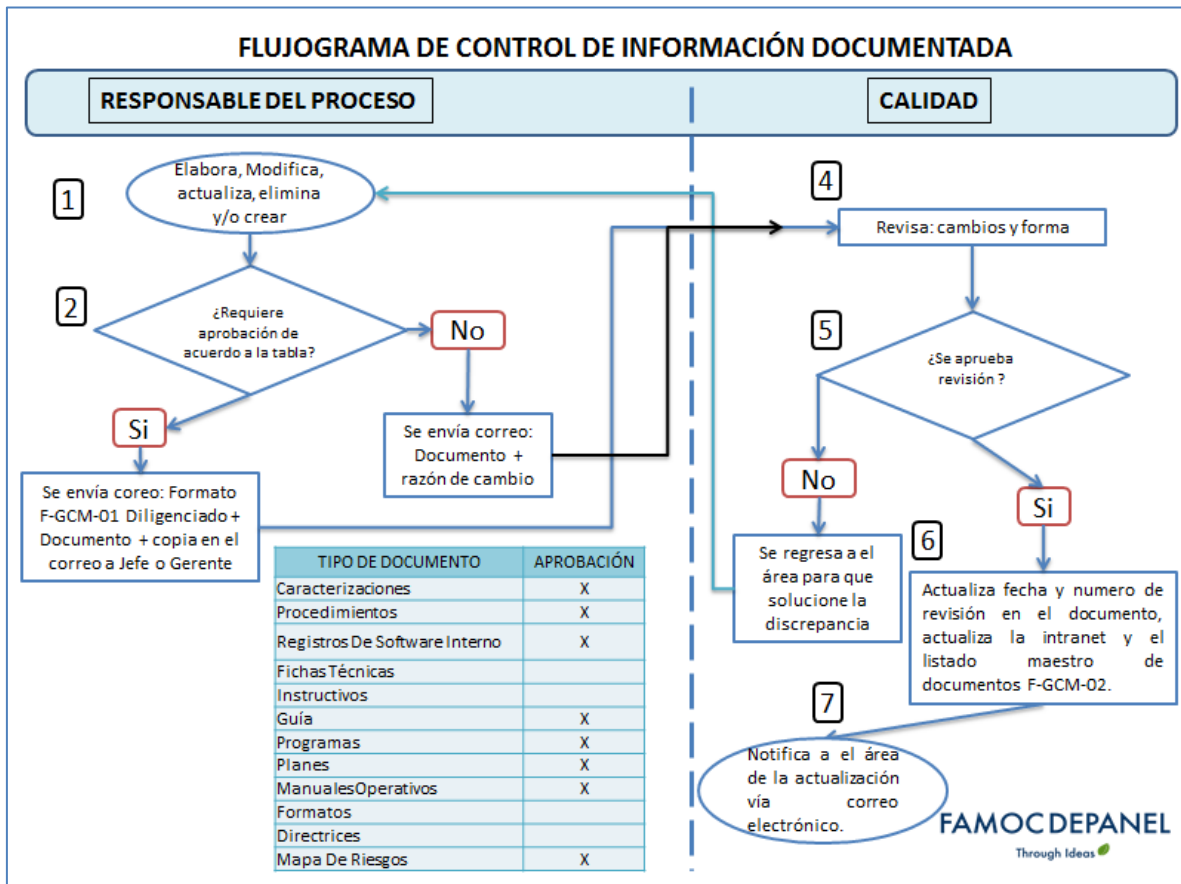 FLUJOGRAMA DE CONTROL DE INFORMACIÓN DOCUMENTADA
RESPONSABLE DEL PROCESO
CALIDAD
1
Elabora, Modifica,
actualiza, elimina
y/o crear
2
¿Requiere
aprobación de
acuerdo a la tabla?
No
Si
Se envía correo:
Documento +
razón de cambio
Se envía coreo: Formato
F-GCM-01 Diligenciado +
Documento + copia en el
correo a Jefe o Gerente
TIPO DE DOCUMENTO APROBACIÓN
Caracterizaciones X
Procedimientos X
Registros De Software Interno X
Fichas Técnicas
Instructivos
Guía X
Programas X
Planes X
ManualesOperativos X
Formatos
Directrices
Mapa De Riesgos X
4
Revisa: cambios y forma
5
¿Se aprueba
revisión ?
No
Si
Se regresa a el
área para que
solucione la
discrepancia
6
Actualiza fecha y numero de
revisión en el documento,
actualiza la intranet y el
listado maestro de
documentos F-GCM-02.
7
Notifica a el área
de la actualización
vía correo
electrónico.
FAMOCDEPANEL
Through Ideas